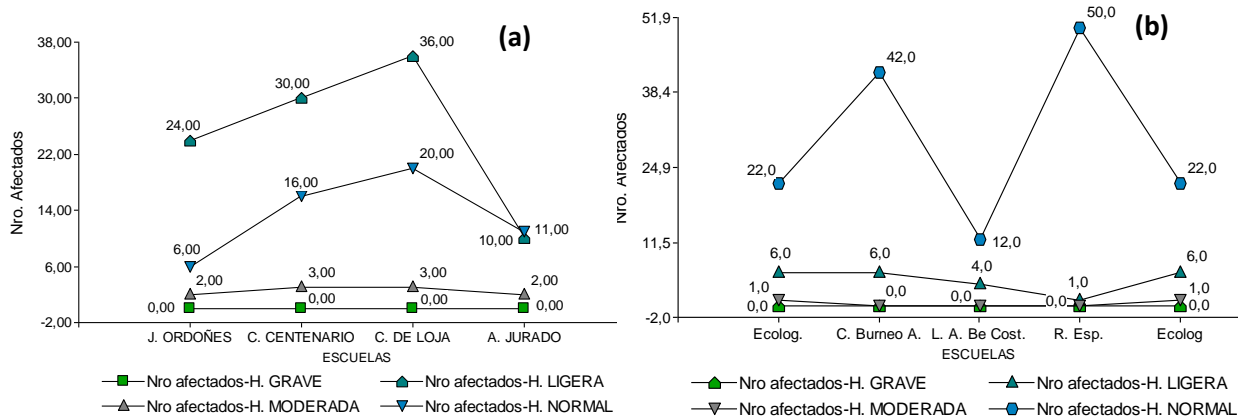 (a)
38,00
30,00
22,00
14,00
6,00
-2,00
Nro. Afectados
24,00
30,00
36,00
10,00
6,00
16,00
20,00
11,00
2,00
3,00
3,00
2,00
0,00
0,00
0,00
0,00
J. ORDOÑES
C. CENTENARIO
C. DE LOJA
A. JURADO
ESCUELAS
Nro afectados-H. GRAVE
Nro afectados-H. LIGERA
Nro afectados-H. MODERADA
Nro afectados-H. NORMAL
(b)
51,9
38,4
24,9
11,5
-2,0
Nro. Afectados
22,0
42,0
12,0
50,0
22,0
6,0
6,0
4,0
1,0
6,0
1,0
0,0
0,0
0,0
1,0
0,0
0,0
Ecolog.
C. Burneo A.
L. A. Be Cost.
R. Esp.
Ecolog
ESCUELAS
Nro afectados-H. GRAVE
Nro afectados-H. LIGERA
Nro afectados-H. MODERADA
Nro afectados-H. NORMAL